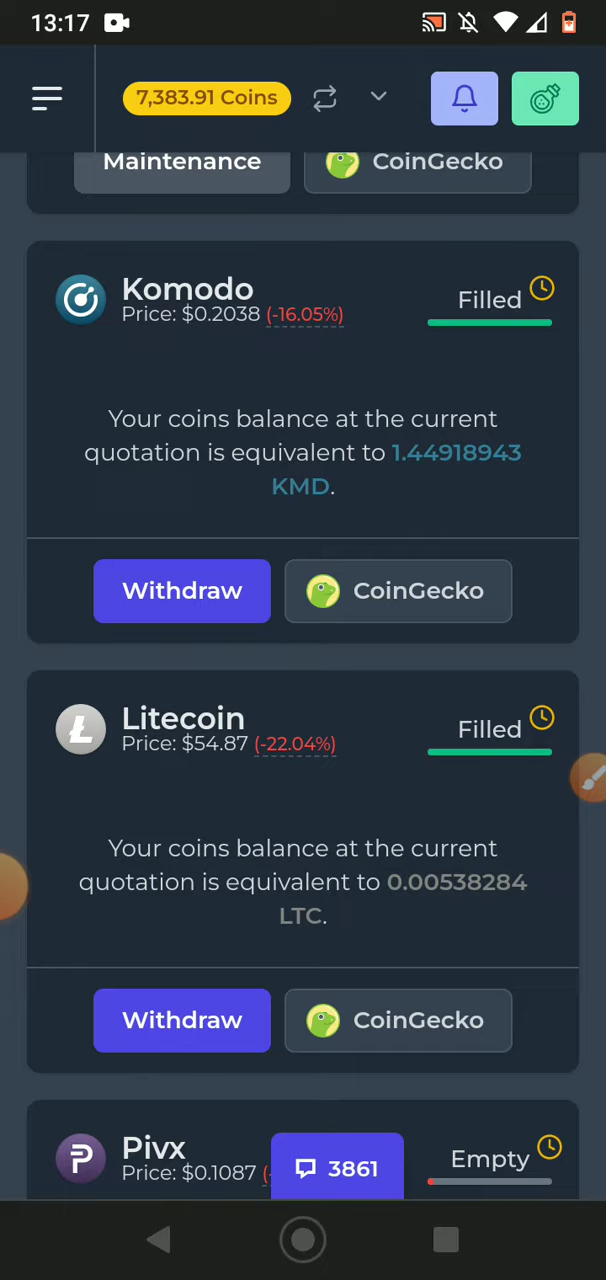 13:17
7,383.91 Coins
Maintenance
CoinGecko
Komodo
Price: $0.2038 (-16.05%)
Filled
Your coins balance at the current
quotation is equivalent to 1.44918943
KMD.
Withdraw
CoinGecko
Litecoin
Price: $54.87 (-22.04%)
Filled
Your coins balance at the current
quotation is equivalent to 0.00538284
LTC.
Withdraw
CoinGecko
Pivx
Price: $0.1087 (-
Empty
3861